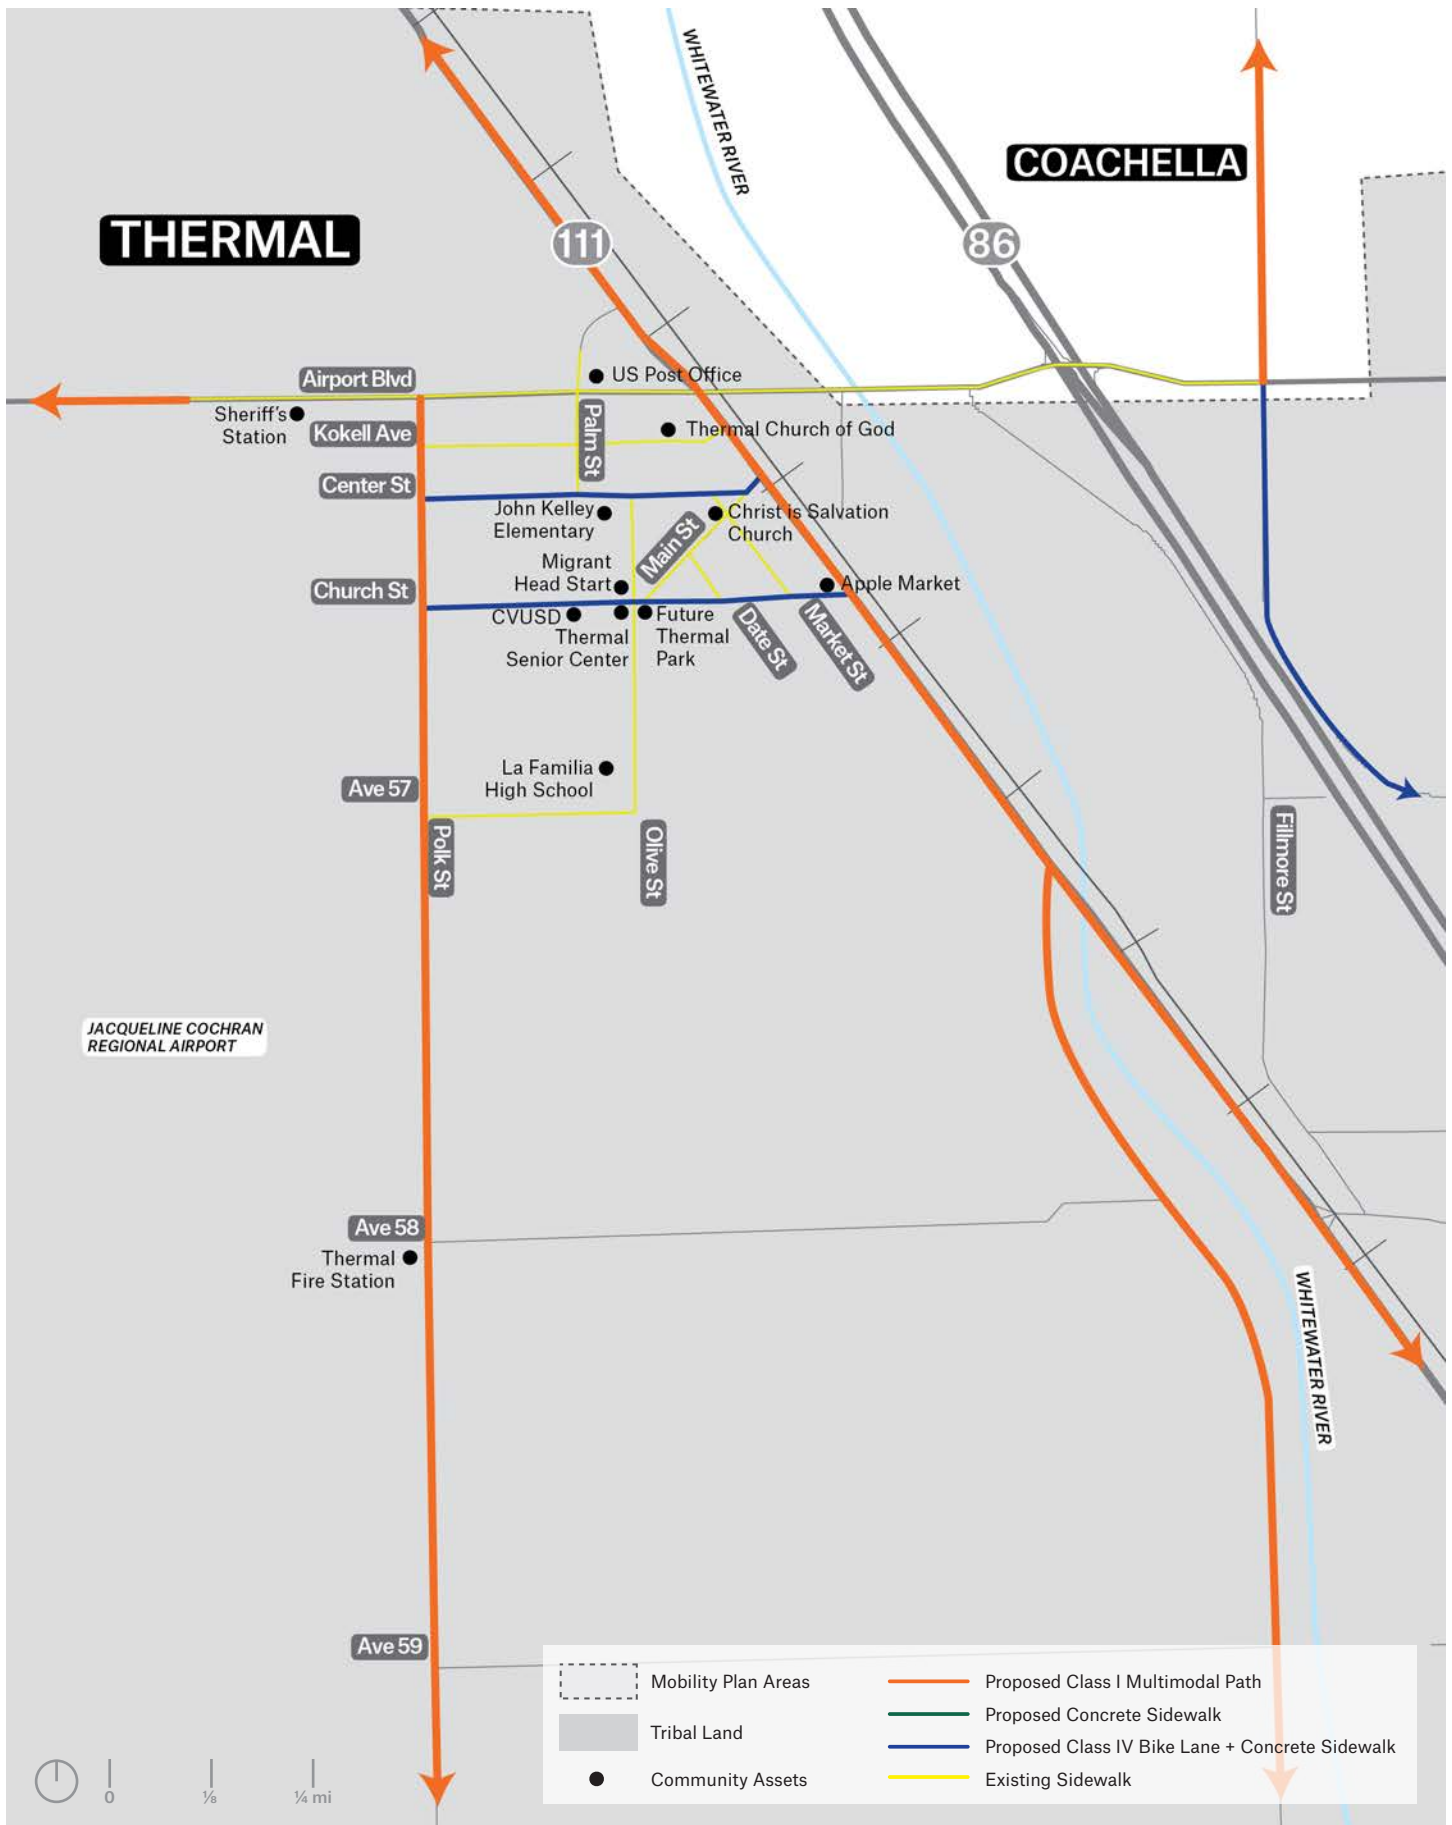 WHITEWATER RIVER
COACHELLA
THERMAL
111
86
Airport Blvd
US Post Office
Sheriff's
Station
Kokell Ave
Palm St
Thermal Church of God
Center St
John Kelley
Elementary
Christ is Salvation
Church
Main St
Migrant
Head Start
Apple Market
Church St
CVUSD
Thermal
Senior Center
Future
Thermal
Park
Date St
Market St
La Familia
High School
Ave 57
Polk St
Olive St
Fillmore St
JACQUELINE COCHRAN
REGIONAL AIRPORT
Ave 58
Thermal
Fire Station
WHITEWATER RIVER
Ave 59
Mobility Plan Areas
Tribal Land
Community Assets
Proposed Class I Multimodal Path
Proposed Concrete Sidewalk
Proposed Class IV Bike Lane + Concrete Sidewalk
Existing Sidewalk
0
⅛
¼ mi